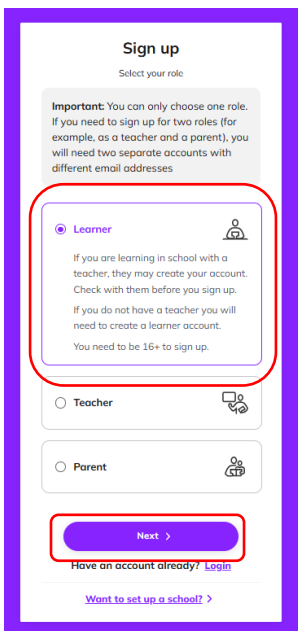 Sign up
Select your role
Important: You can only choose one role.
If you need to sign up for two roles (for
example, as a teacher and a parent), you
will need two separate accounts with
different email addresses
Learner
If you are learning in school with a
teacher, they may create your account.
Check with them before you sign up.
If you do not have a teacher you will
need to create a learner account.
You need to be 16+ to sign up.
Teacher
Parent
Next >
Have an account already? Login
Want to set up a school? >